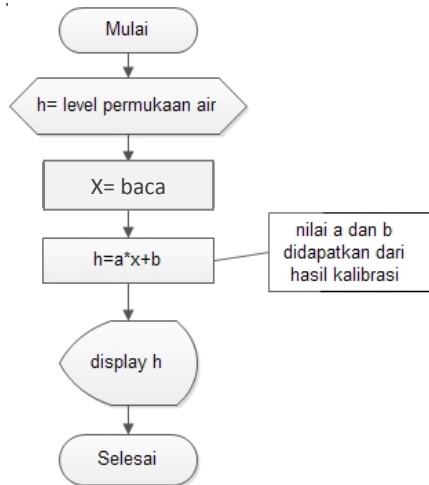 Mulai
h= level permukaan air
X= baca
h=a*x+b
nilai a dan b
didapatkan dari
hasil kalibrasi
display h
Selesai